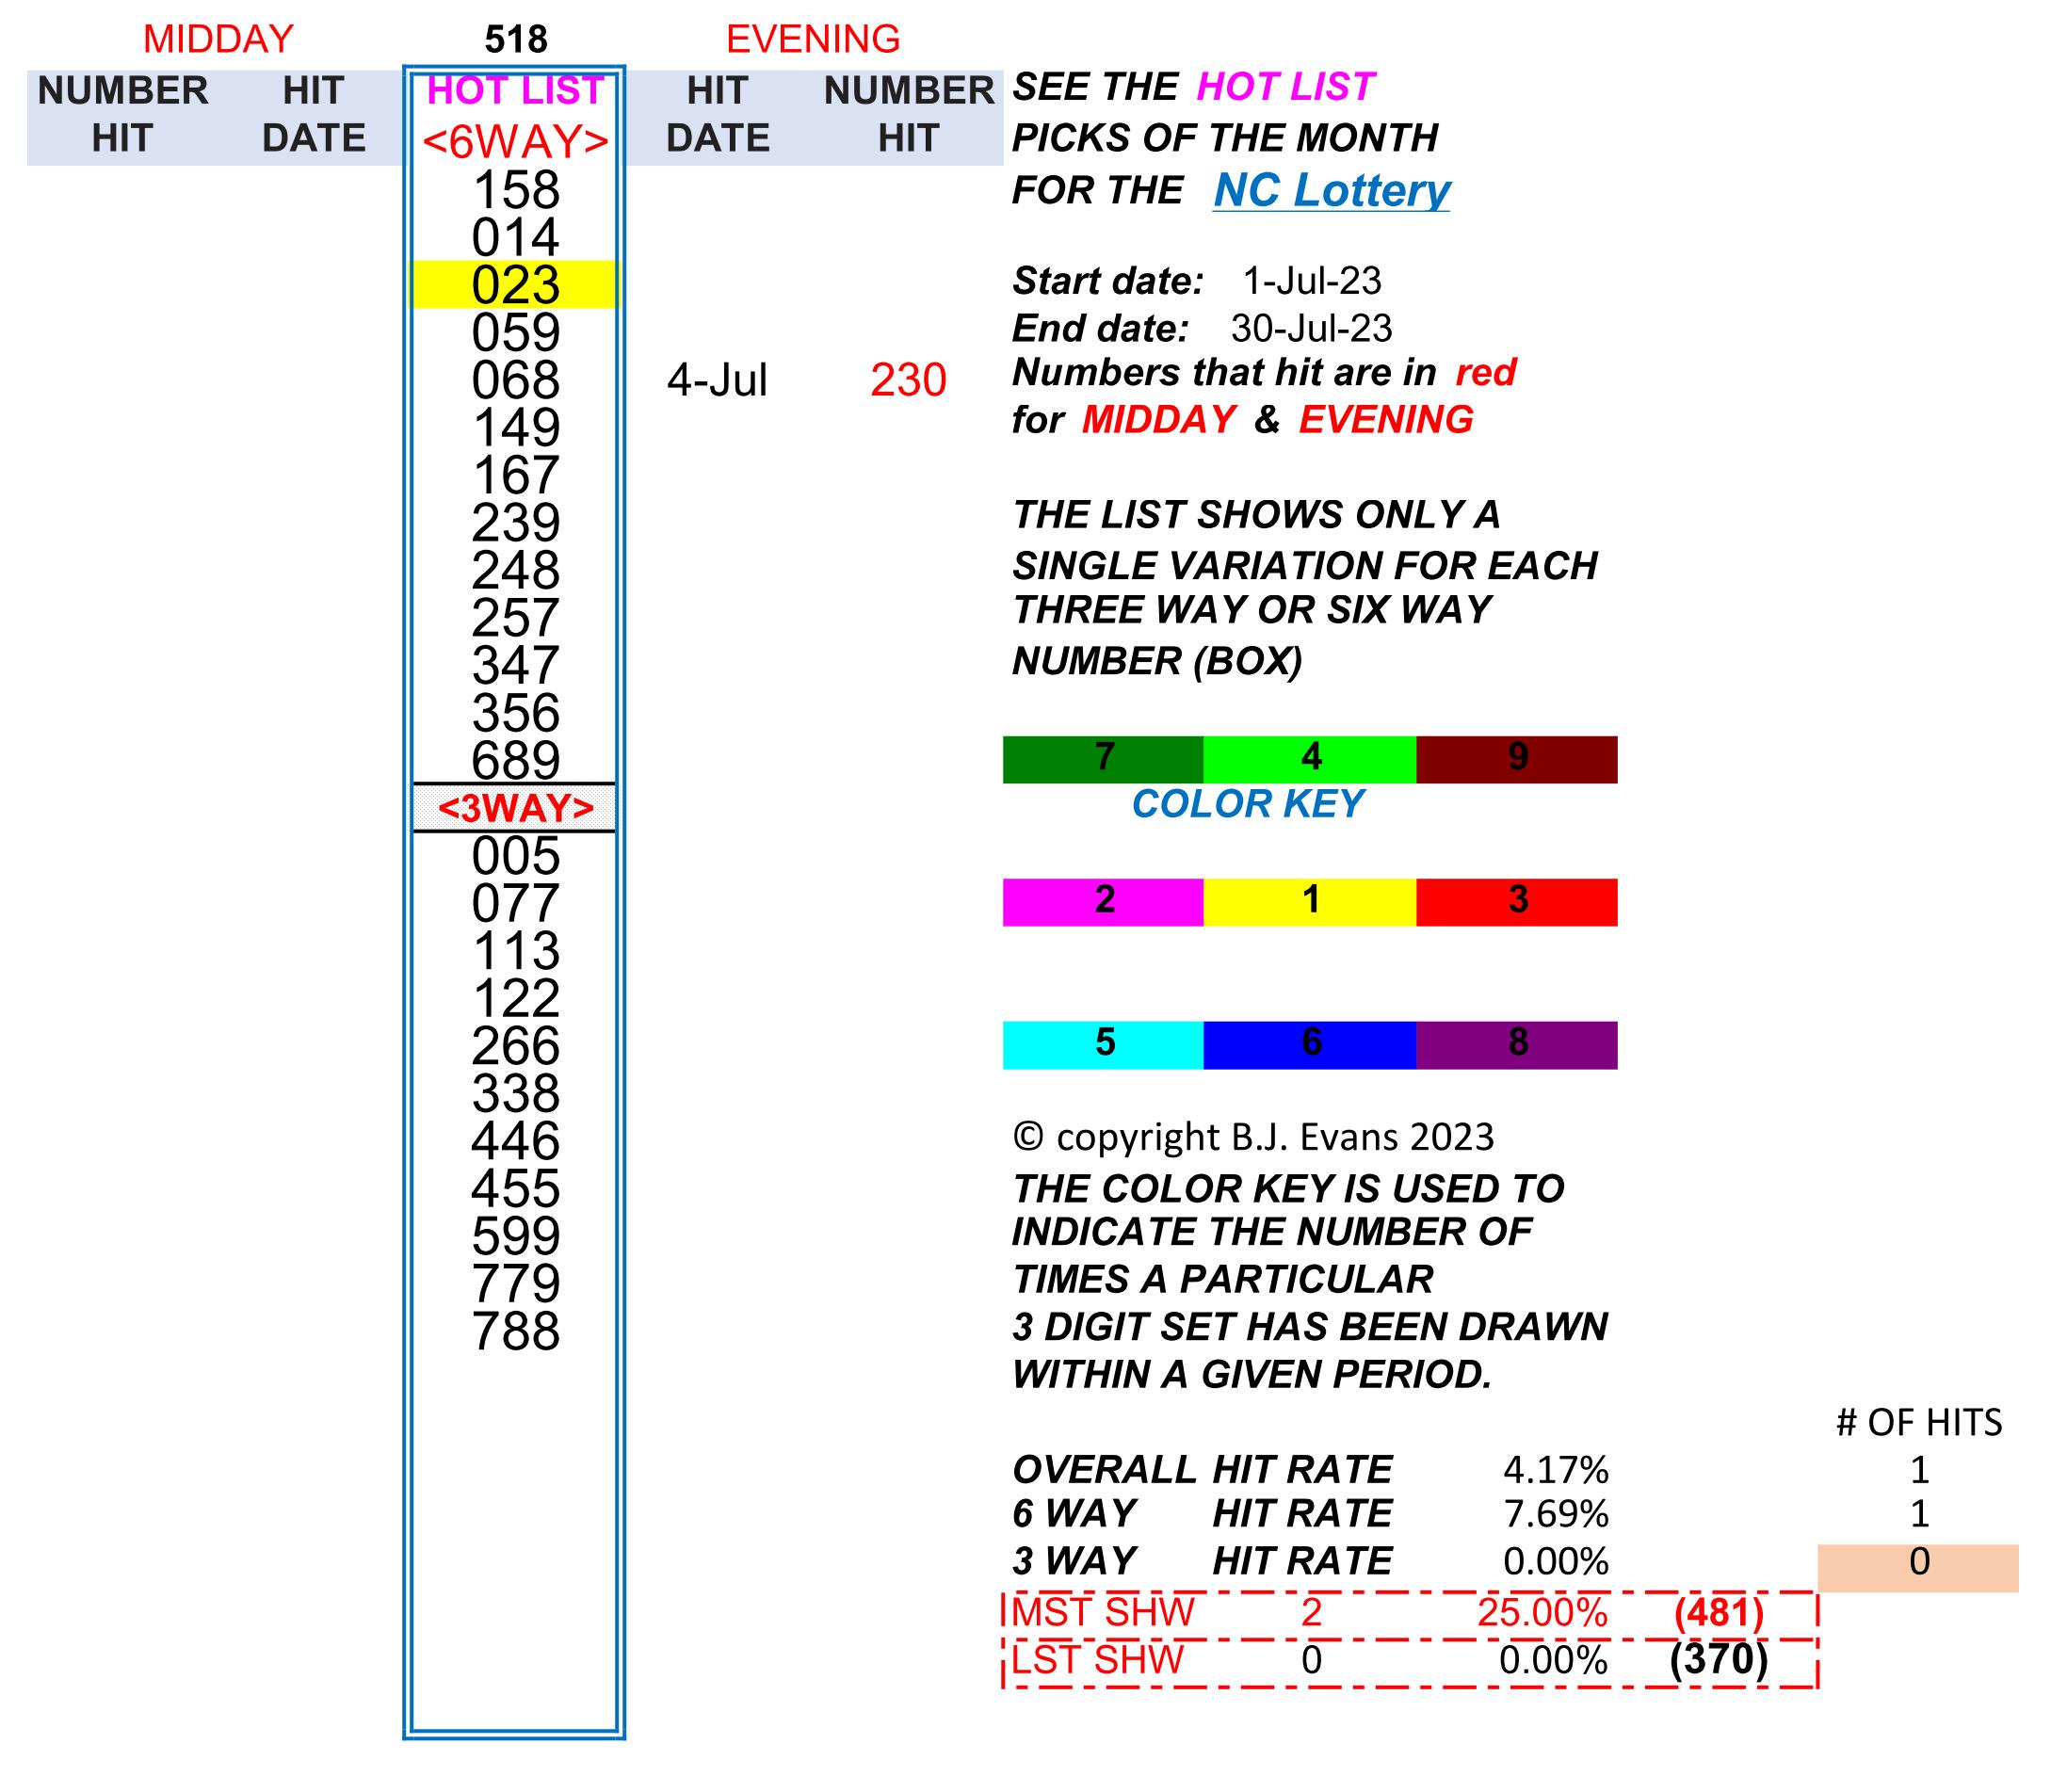 MIDDAY 518 EVENING
NUMBER HIT HOT LIST HIT NUMBER
HIT DATE <6WAY> DATE HIT
158
014
023
059
068 4-Jul 230
149
167
239
248
257
347
356
689
<3WAY>
005
077
113
122
266
338
446
455
599
779
788
SEE THE HOT LIST
PICKS OF THE MONTH
FOR THE NC Lottery
Start date: 1-Jul-23
End date: 30-Jul-23
Numbers that hit are in red
for MIDDAY & EVENING
THE LIST SHOWS ONLY A
SINGLE VARIATION FOR EACH
THREE WAY OR SIX WAY
NUMBER (BOX)
7 4 9
COLOR KEY
2 1 3
5 6 8
© copyright B.J. Evans 2023
THE COLOR KEY IS USED TO
INDICATE THE NUMBER OF
TIMES A PARTICULAR
3 DIGIT SET HAS BEEN DRAWN
WITHIN A GIVEN PERIOD.
# OF HITS
OVERALL HIT RATE 4.17% 1
6 WAY HIT RATE 7.69% 1
3 WAY HIT RATE 0.00% 0
MST SHW 2 25.00% (481)
LST SHW 0 0.00% (370)